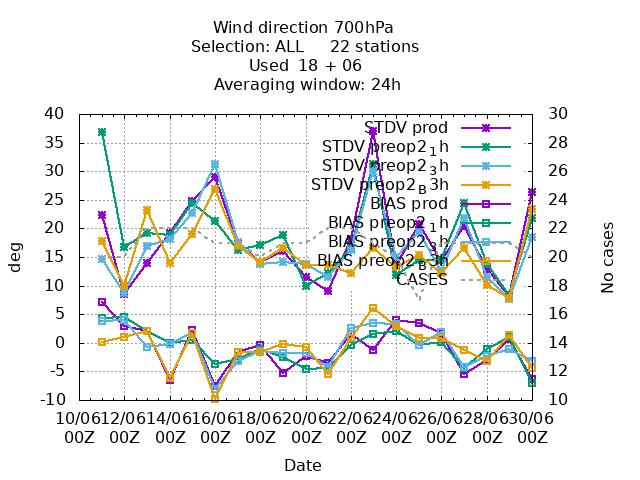 Wind direction 700hPa
Selection: ALL 22 stations
Used 18 + 06
Averaging window: 24h
40 30
35 28
30 26
25 24
20 22
15 20
10 18
5 16
0 14
-5 12
-10 10
deg
No cases
STDV prod
STDV preop2_1h
STDV preop2_3h
STDV preop2_B3h
BIAS prod
BIAS preop2_1h
BIAS preop2_3h
BIAS preop2_B3h
CASES
10/06 12/06 14/06 16/06 18/06 20/06 22/06 24/06 26/06 28/06 30/06
00Z 00Z 00Z 00Z 00Z 00Z 00Z 00Z 00Z 00Z 00Z
Date